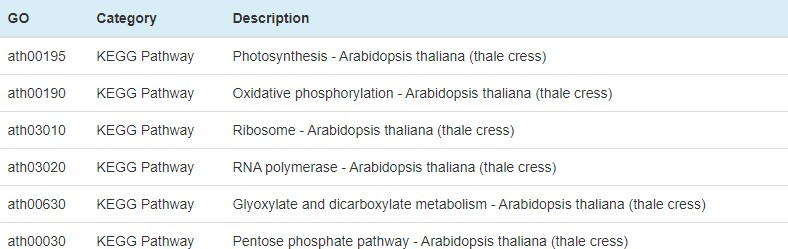 GO Category Description
ath00195 KEGG Pathway Photosynthesis - Arabidopsis thaliana (thale cress)
ath00190 KEGG Pathway Oxidative phosphorylation - Arabidopsis thaliana (thale cress)
ath03010 KEGG Pathway Ribosome - Arabidopsis thaliana (thale cress)
ath03020 KEGG Pathway RNA polymerase - Arabidopsis thaliana (thale cress)
ath00630 KEGG Pathway Glyoxylate and dicarboxylate metabolism - Arabidopsis thaliana (thale cress)
ath00030 KEGG Pathway Pentose phosphate pathway - Arabidopsis thaliana (thale cress)